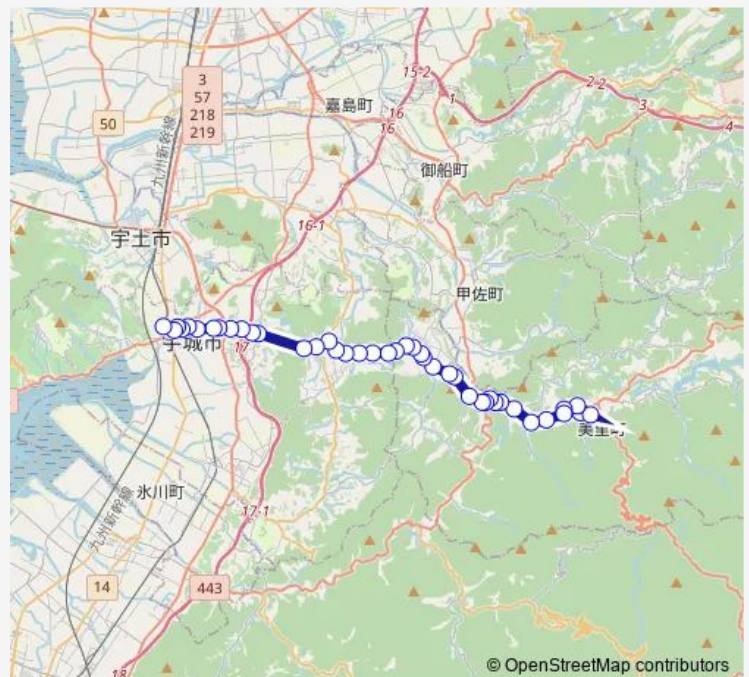 15-2
1
2-2
3
4
3
57
218
219
嘉島町
16
16
50
九州新幹線
御船町
16-1
宇土市
甲佐町
宇城市
17
美里町
氷川町
九州新幹線
17-1
14
443
18
© OpenStreetMap contributors